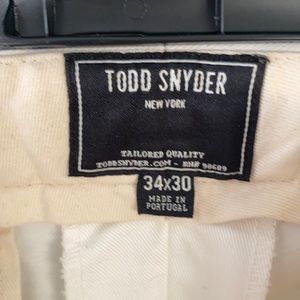 TODD SNYDER
NEW YORK
TAILORED QUALITY
TODDSNYDER.COM - RN# 98689
34x30
MADE IN
PORTUGAL